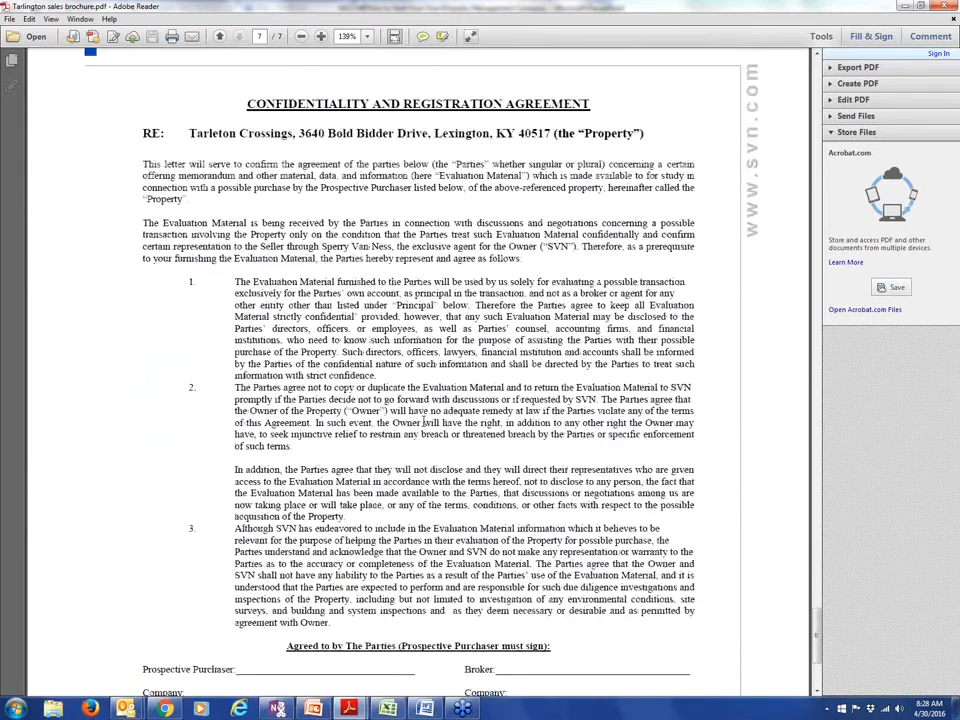 Tarlington sales brochure.pdf - Adobe Reader
File Edit View Window Help
Open 7 / 7 139% Tools Fill & Sign Comment
Sign In
Export PDF
Create PDF
Edit PDF
Send Files
Store Files
Acrobat.com
Store and access PDF and other
documents from multiple devices.
Learn More
Save
Open Acrobat.com Files
www.svn.com
CONFIDENTIALITY AND REGISTRATION AGREEMENT
RE: Tarleton Crossings, 3640 Bold Bidder Drive, Lexington, KY 40517 (the “Property”)
This letter will serve to confirm the agreement of the parties below (the “Parties” whether singular or plural) concerning a certain
offering memorandum and other material, data, and information (here “Evaluation Material”) which is made available to for study in
connection with a possible purchase by the Prospective Purchaser listed below, of the above-referenced property, hereinafter called the
“Property”.
The Evaluation Material is being received by the Parties in connection with discussions and negotiations concerning a possible
transaction involving the Property only on the condition that the Parties treat such Evaluation Material confidentially and confirm
certain representation to the Seller through Sperry Van Ness, the exclusive agent for the Owner (“SVN”). Therefore, as a prerequisite
to your furnishing the Evaluation Material, the Parties hereby represent and agree as follows:
1. The Evaluation Material furnished to the Parties will be used by us solely for evaluating a possible transaction
exclusively for the Parties’ own account, as principal in the transaction, and not as a broker or agent for any
other entity other than listed under “Principal” below. Therefore the Parties agree to keep all Evaluation
Material strictly confidential’ provided, however, that any such Evaluation Material may be disclosed to the
Parties’ directors, officers, or employees, as well as Parties’ counsel, accounting firms, and financial
institutions, who need to know such information for the purpose of assisting the Parties with their possible
purchase of the Property. Such directors, officers, lawyers, financial institution and accounts shall be informed
by the Parties of the confidential nature of such information and shall be directed by the Parties to treat such
information with strict confidence.
2. The Parties agree not to copy or duplicate the Evaluation Material and to return the Evaluation Material to SVN
promptly if the Parties decide not to go forward with discussions or if requested by SVN. The Parties agree that
the Owner of the Property (“Owner”) will have no adequate remedy at law if the Parties violate any of the terms
of this Agreement. In such event, the Owner will have the right, in addition to any other right the Owner may
have, to seek injunctive relief to restrain any breach or threatened breach by the Parties or specific enforcement
of such terms.
In addition, the Parties agree that they will not disclose and they will direct their representatives who are given
access to the Evaluation Material in accordance with the terms hereof, not to disclose to any person, the fact that
the Evaluation Material has been made available to the Parties, that discussions or negotiations among us are
now taking place or will take place, or any of the terms, conditions, or other facts with respect to the possible
acquisition of the Property.
3. Although SVN has endeavored to include in the Evaluation Material information which it believes to be
relevant for the purpose of helping the Parties in their evaluation of the Property for possible purchase, the
Parties understand and acknowledge that the Owner and SVN do not make any representation or warranty to the
Parties as to the accuracy or completeness of the Evaluation Material. The Parties agree that the Owner and
SVN shall not have any liability to the Parties as a result of the Parties’ use of the Evaluation Material, and it is
understood that the Parties are expected to perform and are responsible for such due diligence investigations and
inspections of the Property, including but not limited to investigation of any environmental conditions, site
surveys, and building and system inspections and as they deem necessary or desirable and as permitted by
agreement with Owner.
Agreed to by The Parties (Prospective Purchaser must sign):
Prospective Purchaser: Broker:
Company: Company:
8:28 AM
4/30/2016